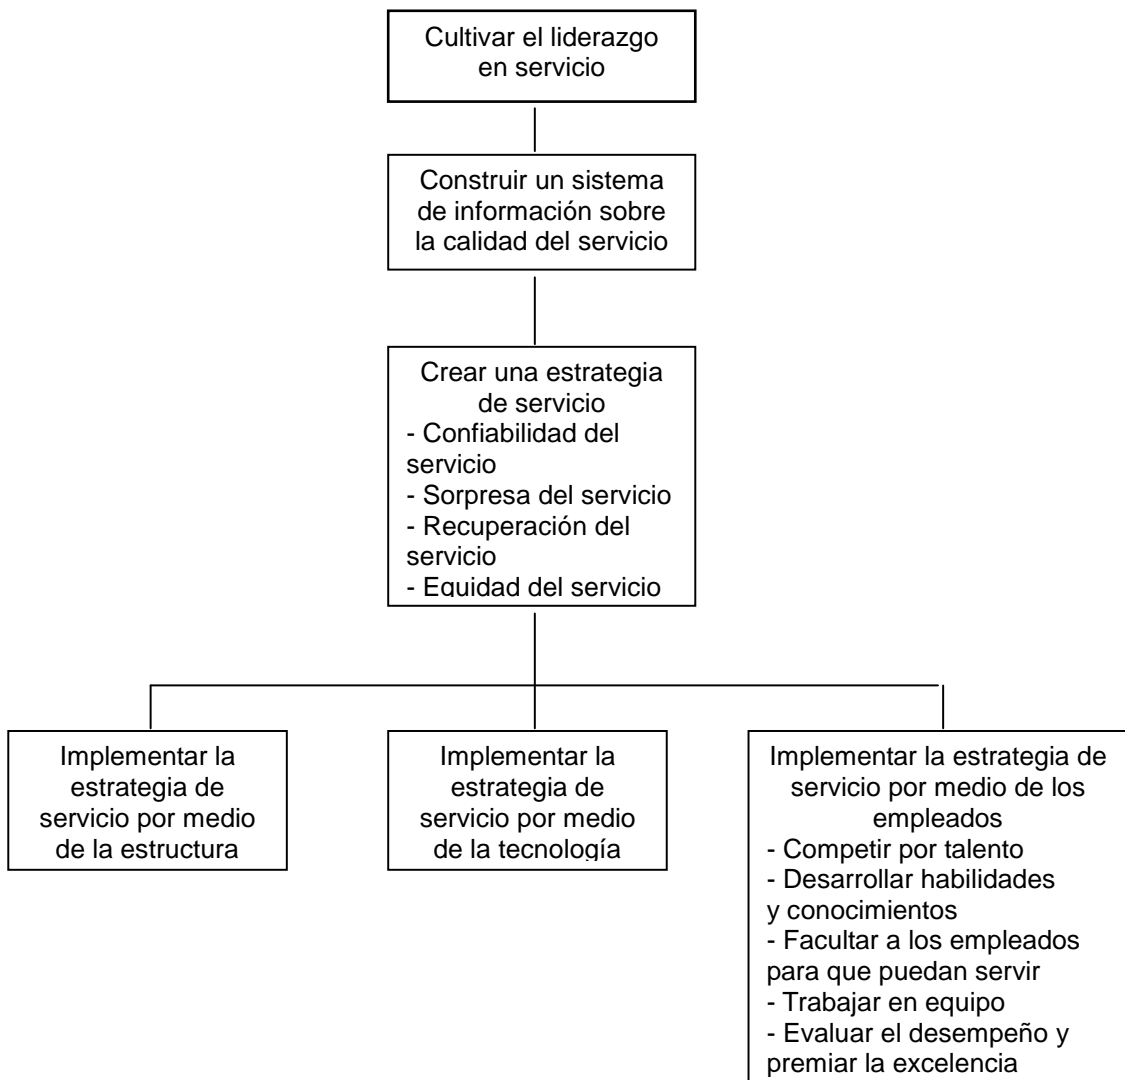 Cultivar el liderazgo
en servicio
Construir un sistema
de información sobre
la calidad del servicio
Crear una estrategia
de servicio
- Confiabilidad del
servicio
- Sorpresa del servicio
- Recuperación del
servicio
- Equidad del servicio
Implementar la
estrategia de
servicio por medio
de la estructura
Implementar la
estrategia de
servicio por medio
de la tecnología
Implementar la estrategia de
servicio por medio de los
empleados
- Competir por talento
- Desarrollar habilidades
y conocimientos
- Facultar a los empleados
para que puedan servir
- Trabajar en equipo
- Evaluar el desempeño y
premiar la excelencia